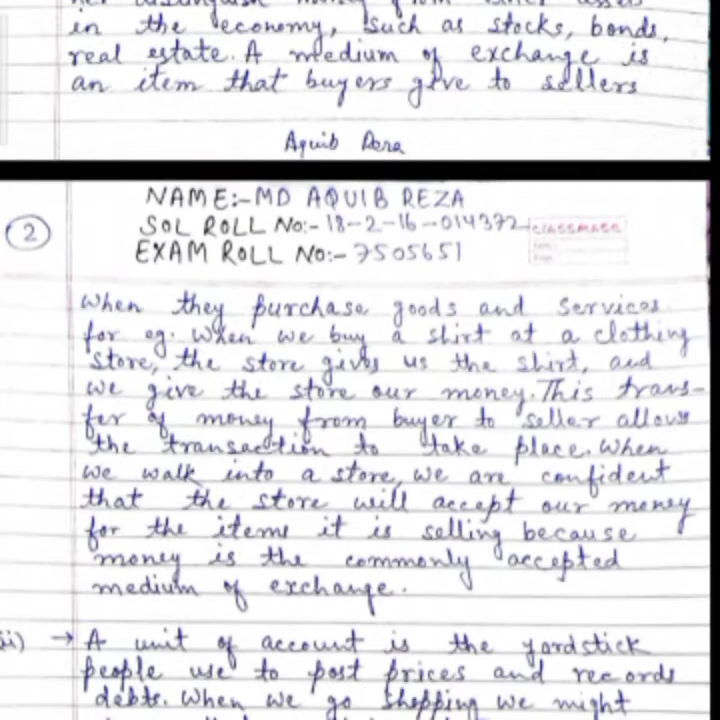 in the economy, such as stocks, bonds,
real estate. A medium of exchange is
an item that buyers give to sellers
Aquib Reza
NAME:-MD AQUIB REZA
2 SOL ROLL No:- 18-2-16-014372 classmate
EXAM ROLL No:- 7505651
when they purchase goods and services
for eg. when we buy a shirt at a clothing
store, the store gives us the shirt, and
we give the store our money. This trans-
fer of money from buyer to seller allows
the transaction to take place. When
we walk into a store, we are confident
that the store will accept our money
for the items it is selling because
money is the commonly accepted
medium of exchange.
ii) → A unit of account is the yardstick
people use to post prices and records
debts. When we go shopping we might